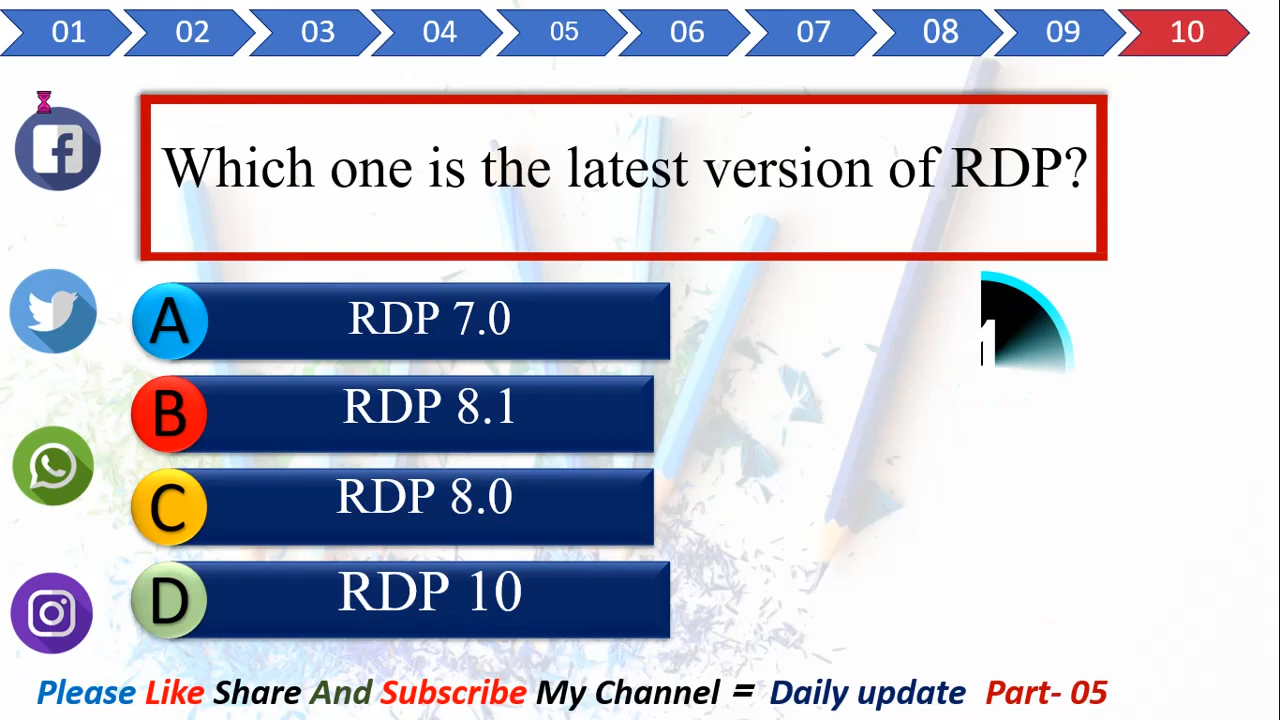 01 02 03 04 05 06 07 08 09 10
Which one is the latest version of RDP?
A RDP 7.0
B RDP 8.1
C RDP 8.0
D RDP 10
Please Like Share And Subscribe My Channel = Daily update Part- 05